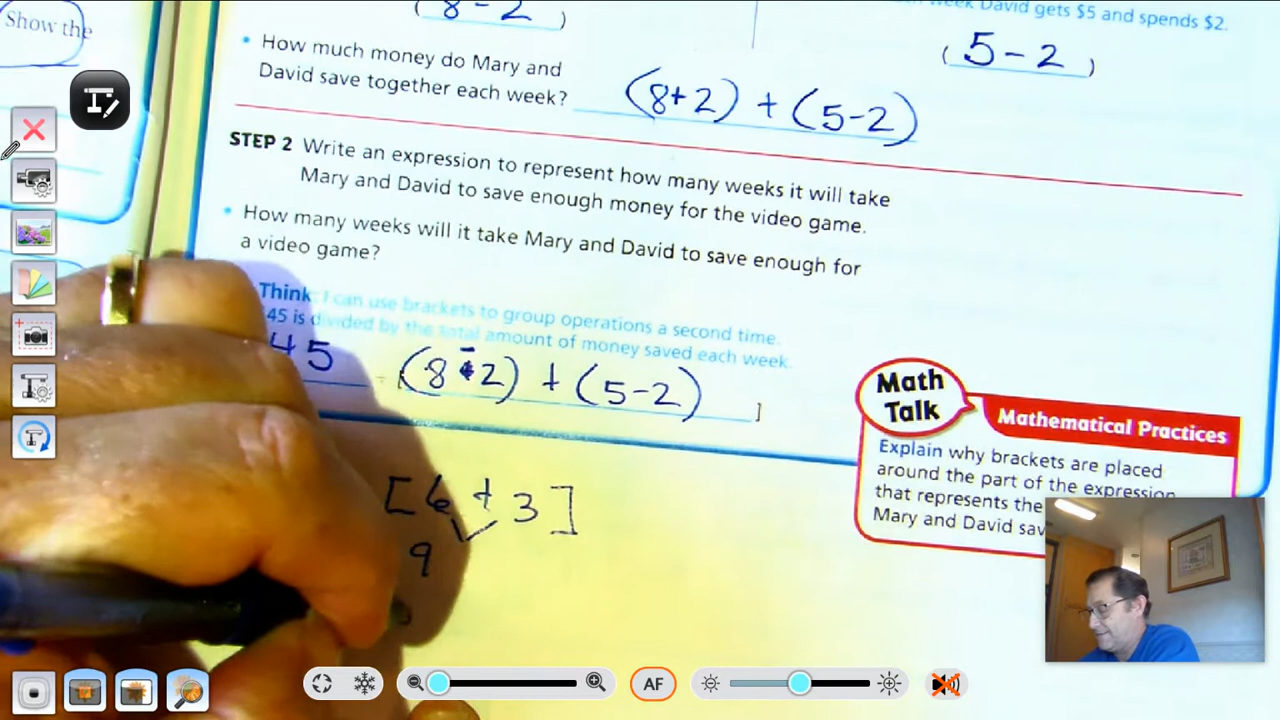 Show the
(8-2)
week David gets $5 and spends $2.
(5-2)
• How much money do Mary and
David save together each week? (8+2) + (5-2)
STEP 2 Write an expression to represent how many weeks it will take
Mary and David to save enough money for the video game.
• How many weeks will it take Mary and David to save enough for
a video game?
Think: I can use brackets to group operations a second time.
45 is divided by the total amount of money saved each week.
45 (8-2) + (5-2) ]
[6+3]
9
Math
Talk
Mathematical Practices
Explain why brackets are placed
around the part of the expression
that represents the
Mary and David sav
AF